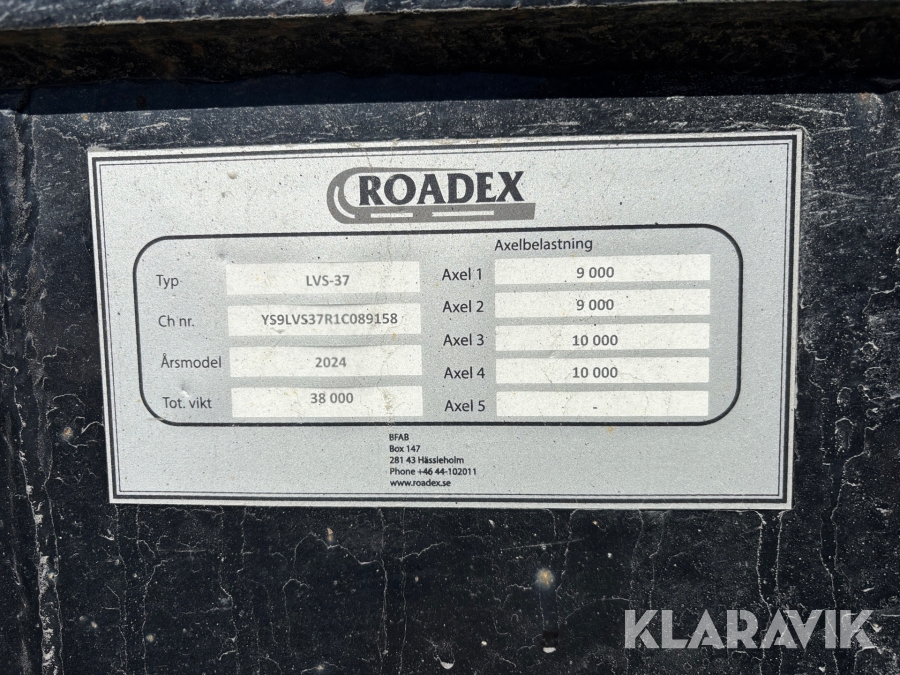 ROADEX
Axelbelastning
Typ LVS-37 Axel 1 9 000
Ch nr. YS9LVS37R1C089158 Axel 2 9 000
Årsmodel 2024 Axel 3 10 000
Tot. vikt 38 000 Axel 4 10 000
Axel 5 -
BFAB
Box 147
281 43 Hässleholm
Phone +46 44-102011
www.roadex.se
KLARAVIK